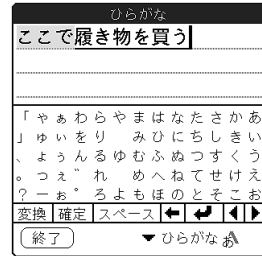 ひらがな
ここで履き物を買う
「ゃぁわらやまはなたさかあ
」ゅぃをり みひにちしきい
、ょぅんるゆむふぬつすくう
。っぇ゛れ めへねてせけえ
？ーぉ゜ろよもほのとそこお
変換 確定 スペース ← ↵ ◀ ▶
終了 ▼ ひらがな あA